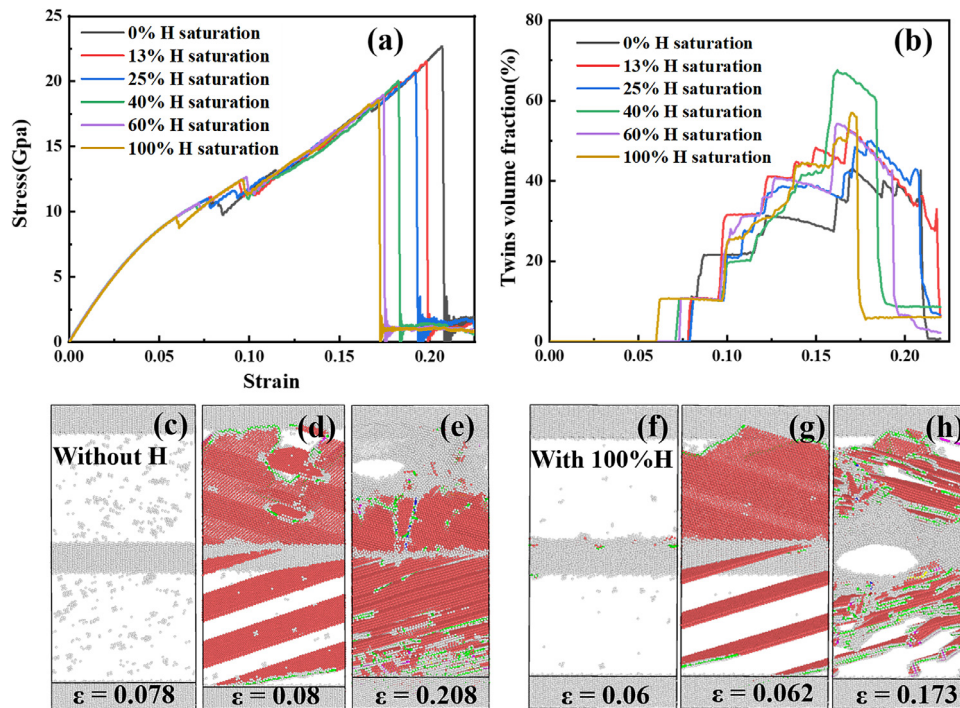 (a)
Stress(Gpa)
25
20
15
10
5
0
0% H saturation
13% H saturation
25% H saturation
40% H saturation
60% H saturation
100% H saturation
0.00
0.05
0.10
0.15
0.20
Strain
(b)
Twins volume fraction(%)
80
60
40
20
0
0% H saturation
13% H saturation
25% H saturation
40% H saturation
60% H saturation
100% H saturation
0.00
0.05
0.10
0.15
0.20
(c)
Without H
ε = 0.078
(d)
ε = 0.08
(e)
ε = 0.208
(f)
With 100%H
ε = 0.06
(g)
ε = 0.062
(h)
ε = 0.173